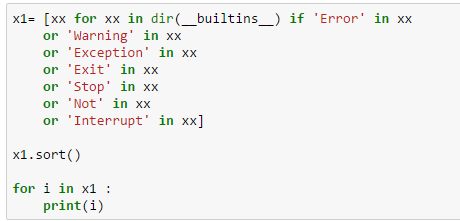 x1= [xx for xx in dir(__builtins__) if 'Error' in xx
    or 'Warning' in xx
    or 'Exception' in xx
    or 'Exit' in xx
    or 'Stop' in xx
    or 'Not' in xx
    or 'Interrupt' in xx]

x1.sort()

for i in x1 :
    print(i)